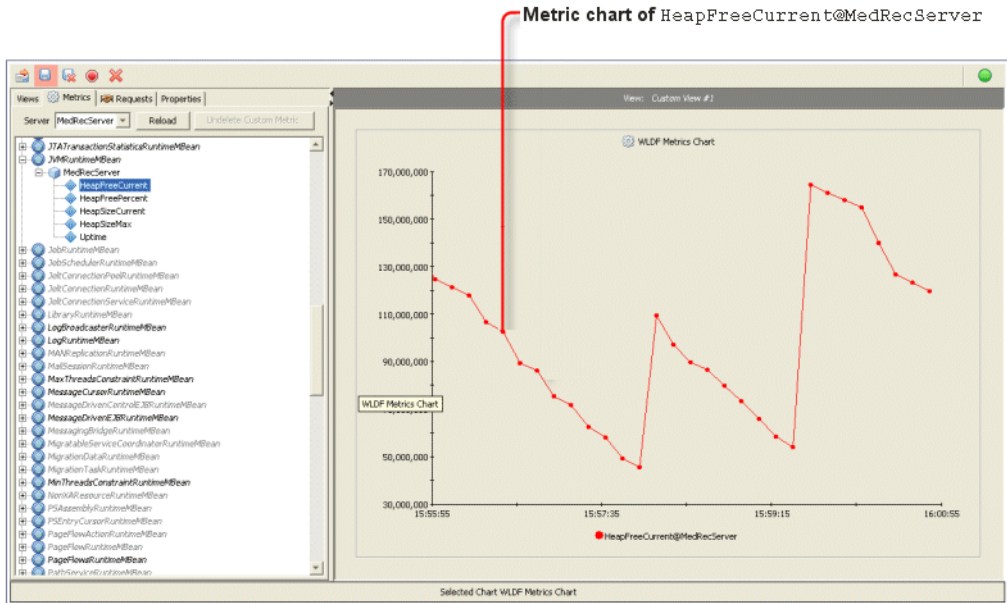 Metric chart of HeapFreeCurrent@MedRecServer
Views
Metrics
Requests
Properties
Server
MedRecServer
Reload
Undelete Custom Metric
JTATransactionStatisticsRuntimeMBean
JVMRuntimeMBean
MedRecServer
HeapFreeCurrent
HeapFreePercent
HeapSizeCurrent
HeapSizeMax
Uptime
JobRuntimeMBean
JobSchedulerRuntimeMBean
JoltConnectionPoolRuntimeMBean
JoltConnectionRuntimeMBean
JoltConnectionServiceRuntimeMBean
LibraryRuntimeMBean
LogBroadcasterRuntimeMBean
LogRuntimeMBean
MANReplicationRuntimeMBean
MailSessionRuntimeMBean
MaxThreadsConstraintRuntimeMBean
MessageCursorRuntimeMBean
MessageDrivenControlEJBRuntimeMBean
MessageDrivenEJBRuntimeMBean
MessagingBridgeRuntimeMBean
MigratableServiceCoordinatorRuntimeMBean
MigrationDataRuntimeMBean
MigrationTaskRuntimeMBean
MinThreadsConstraintRuntimeMBean
NonXAResourceRuntimeMBean
PSAssemblyRuntimeMBean
PSEntryCursorRuntimeMBean
PageFlowActionRuntimeMBean
PageFlowRuntimeMBean
PageFlowsRuntimeMBean
PathServiceRuntimeMBean
View: Custom View #1
WLDF Metrics Chart
170,000,000
150,000,000
130,000,000
110,000,000
90,000,000
WLDF Metrics Chart
50,000,000
30,000,000
15:55:55
15:57:35
15:59:15
16:00:55
HeapFreeCurrent@MedRecServer
Selected Chart WLDF Metrics Chart